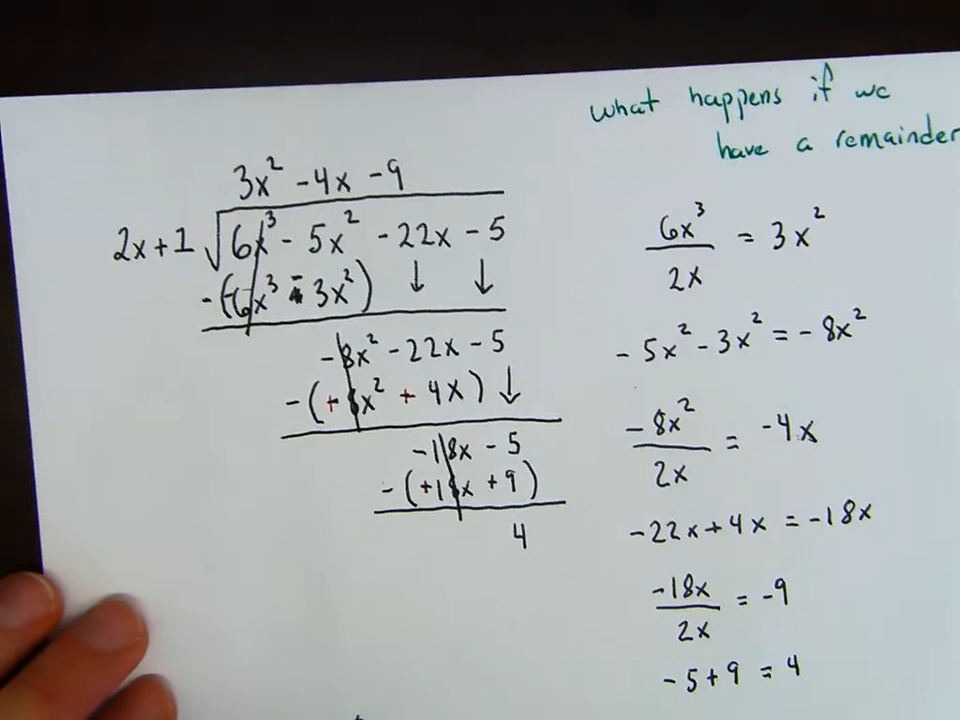 what happens if we
have a remainder
3x² - 4x - 9
2x + 1 √ 6x³ - 5x² - 22x - 5
-(-6x³ - 3x²) ↓ ↓
-8x² - 22x - 5
-(+8x² + 4x) ↓
-18x - 5
-(+18x + 9)
4
6x³/2x = 3x²
-5x² - 3x² = -8x²
-8x²/2x = -4x
-22x + 4x = -18x
-18x/2x = -9
-5 + 9 = 4